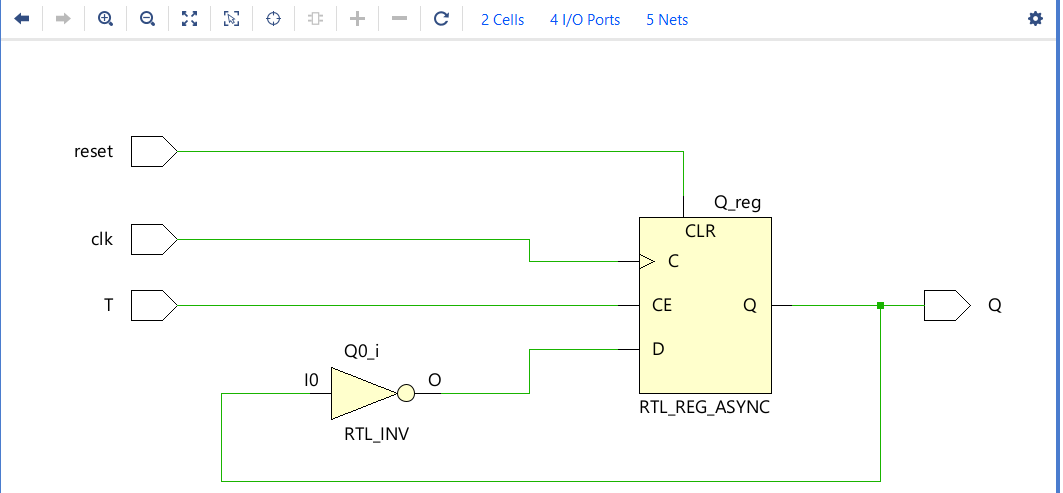 2 Cells 4 I/O Ports 5 Nets
reset
Q_reg
CLR
clk
C
T
CE
Q
Q
D
Q0_i
I0
O
RTL_REG_ASYNC
RTL_INV